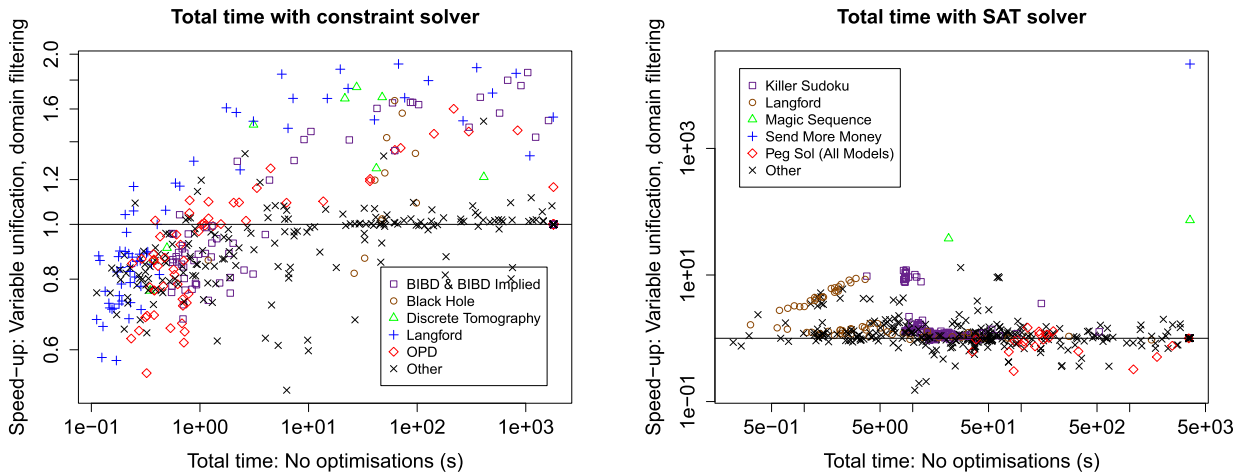 Total time with constraint solver
Speed-up: Variable unification, domain filtering
2.0
1.6
1.2
1.0
0.8
0.6
BIBD & BIBD Implied
Black Hole
Discrete Tomography
Langford
OPD
Other
1e−01 1e+00 1e+01 1e+02 1e+03
Total time: No optimisations (s)
Total time with SAT solver
Speed-up: Variable unification, domain filtering
1e+03
1e+01
1e−01
Killer Sudoku
Langford
Magic Sequence
Send More Money
Peg Sol (All Models)
Other
5e−01 5e+00 5e+01 5e+02 5e+03
Total time: No optimisations (s)